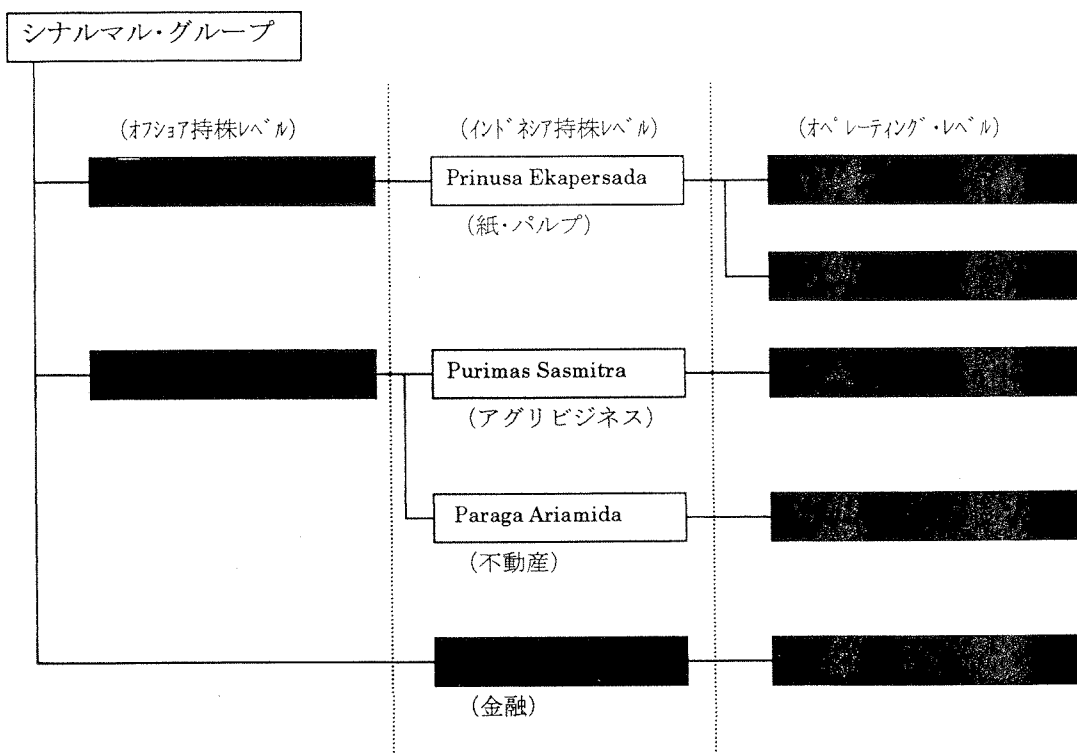 シナルマル・グループ
(オフショア持株レベル)
(インドネシア持株レベル)
(オペレーティング・レベル)
Prinusa Ekapersada
(紙・パルプ)
Purimas Sasmitra
(アグリビジネス)
Paraga Ariamida
(不動産)
(金融)